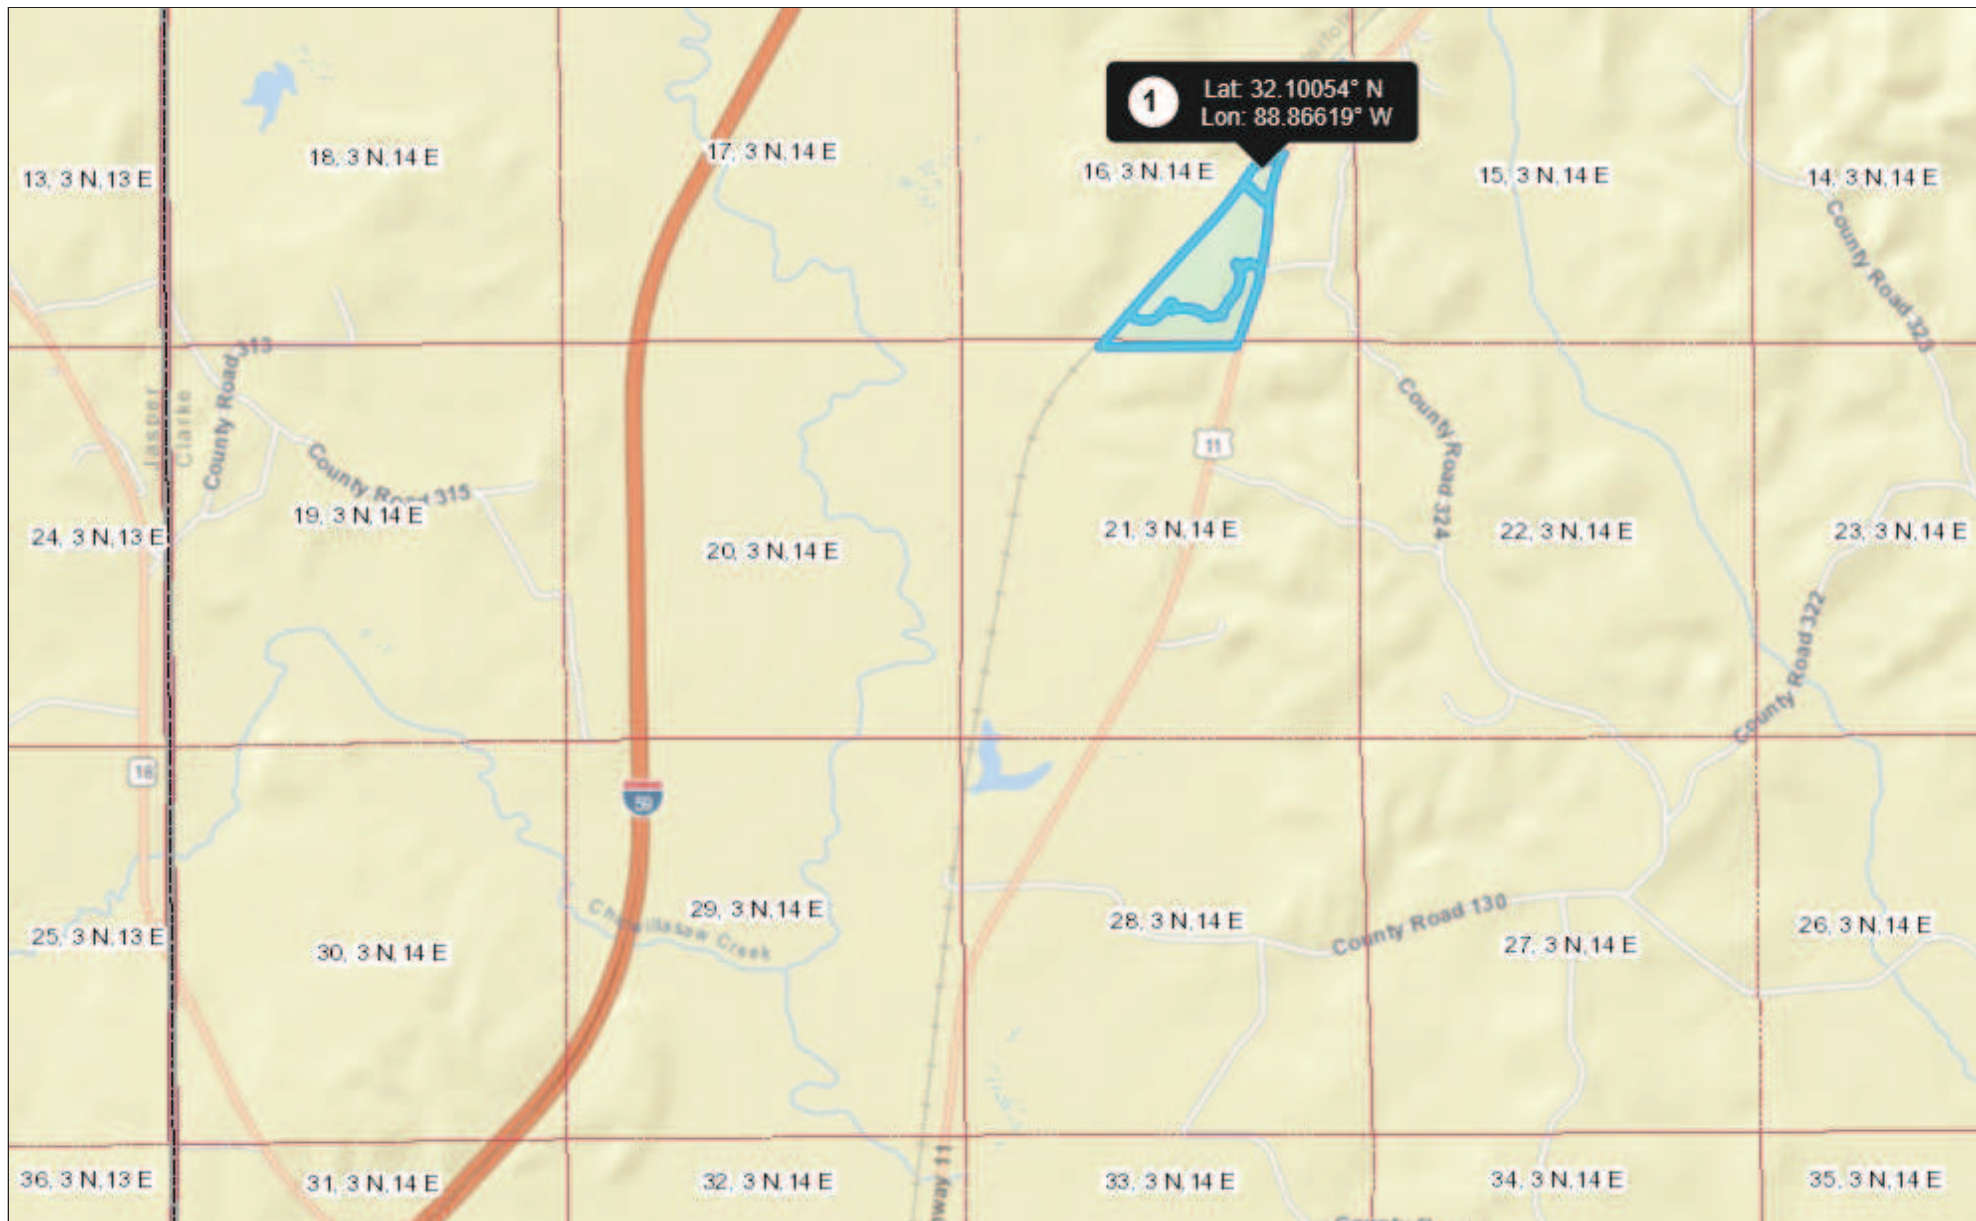 1
Lat: 32.10054° N
Lon: 88.86619° W
13, 3 N, 13 E
18, 3 N, 14 E
17, 3 N, 14 E
16, 3 N, 14 E
15, 3 N, 14 E
14, 3 N, 14 E
County Road 323
County Road 313
Jasper
Clarke
County Road 315
County Road 324
11
24, 3 N, 13 E
19, 3 N, 14 E
20, 3 N, 14 E
21, 3 N, 14 E
22, 3 N, 14 E
23, 3 N, 14 E
County Road 322
18
59
25, 3 N, 13 E
30, 3 N, 14 E
29, 3 N, 14 E
Creek
28, 3 N, 14 E
County Road 130
27, 3 N, 14 E
26, 3 N, 14 E
36, 3 N, 13 E
31, 3 N, 14 E
32, 3 N, 14 E
way 11
33, 3 N, 14 E
34, 3 N, 14 E
35, 3 N, 14 E